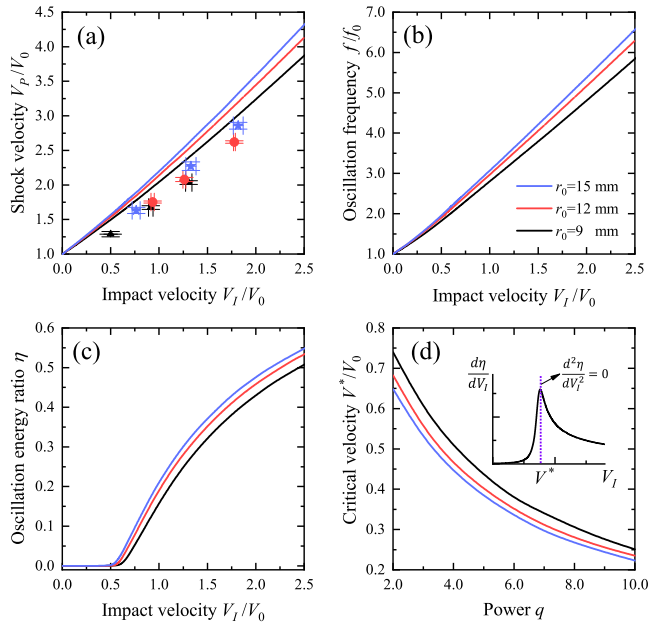 (a)
Shock velocity V_P/V_0
4.5
4.0
3.5
3.0
2.5
2.0
1.5
1.0
0.0 0.5 1.0 1.5 2.0 2.5
Impact velocity V_I/V_0
(b)
Oscillation frequency f/f_0
7.0
6.0
5.0
4.0
3.0
2.0
1.0
r_0=15 mm
r_0=12 mm
r_0=9 mm
0.0 0.5 1.0 1.5 2.0 2.5
Impact velocity V_I/V_0
(c)
Oscillation energy ratio η
0.6
0.5
0.4
0.3
0.2
0.1
0.0
0.0 0.5 1.0 1.5 2.0 2.5
Impact velocity V_I/V_0
(d)
Critical velocity V*/V_0
0.8
0.7
0.6
0.5
0.4
0.3
0.2
dη/dV_I
d²η/dV_I² = 0
V*
V_I
2.0 4.0 6.0 8.0 10.0
Power q